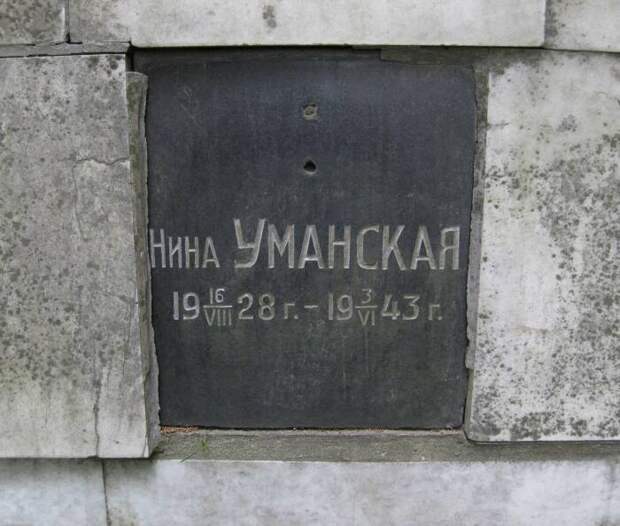 Нина УМАНСКАЯ
19 16/VIII 28 г. – 19 3/VI 43 г.